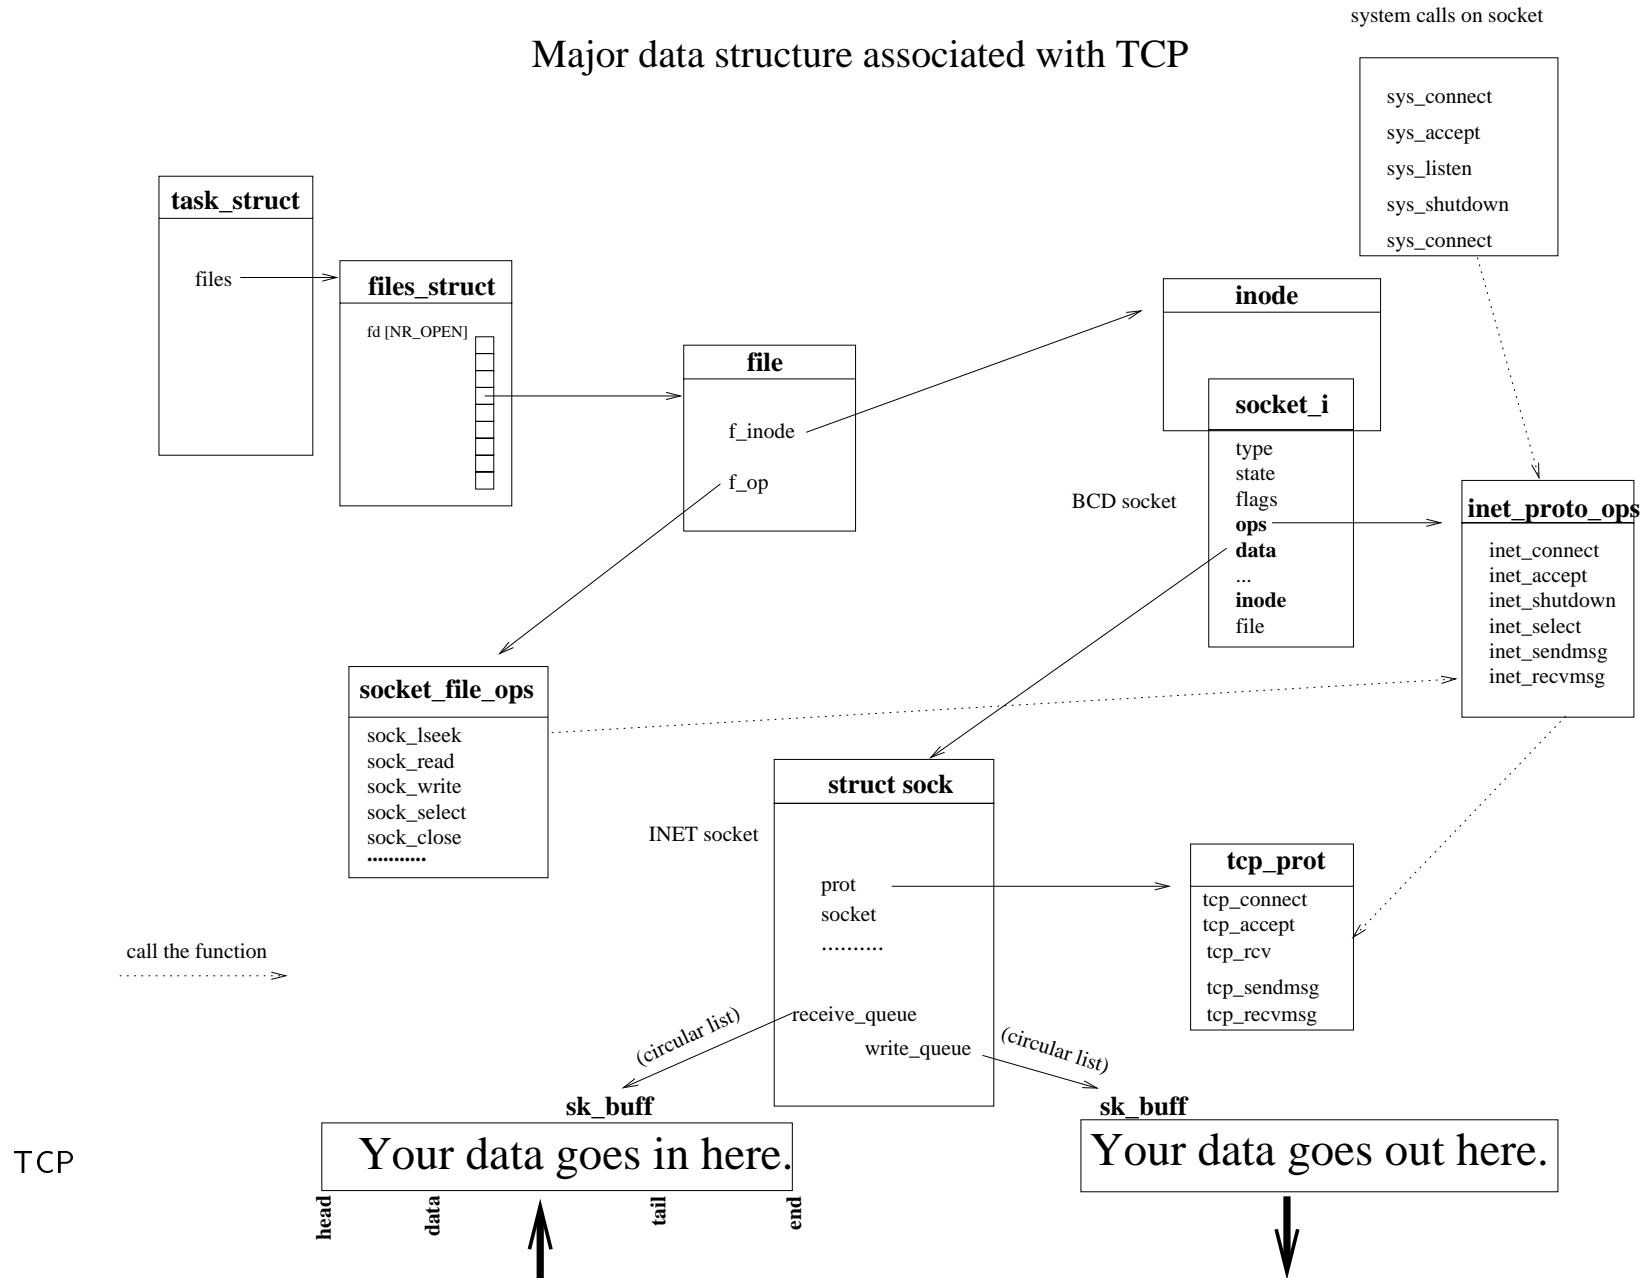 system calls on socket
Major data structure associated with TCP
sys_connect
sys_accept
sys_listen
sys_shutdown
sys_connect
task_struct
files
files_struct
fd [NR_OPEN]
file
f_inode
f_op
inode
socket_i
type
state
flags
ops
data
...
inode
file
BCD socket
inet_proto_ops
inet_connect
inet_accept
inet_shutdown
inet_select
inet_sendmsg
inet_recvmsg
socket_file_ops
sock_lseek
sock_read
sock_write
sock_select
sock_close
...........
struct sock
INET socket
prot
socket
..........
receive_queue
write_queue
tcp_prot
tcp_connect
tcp_accept
tcp_rcv
tcp_sendmsg
tcp_recvmsg
call the function
(circular list)
(circular list)
sk_buff
sk_buff
Your data goes in here.
Your data goes out here.
TCP
head
data
tail
end